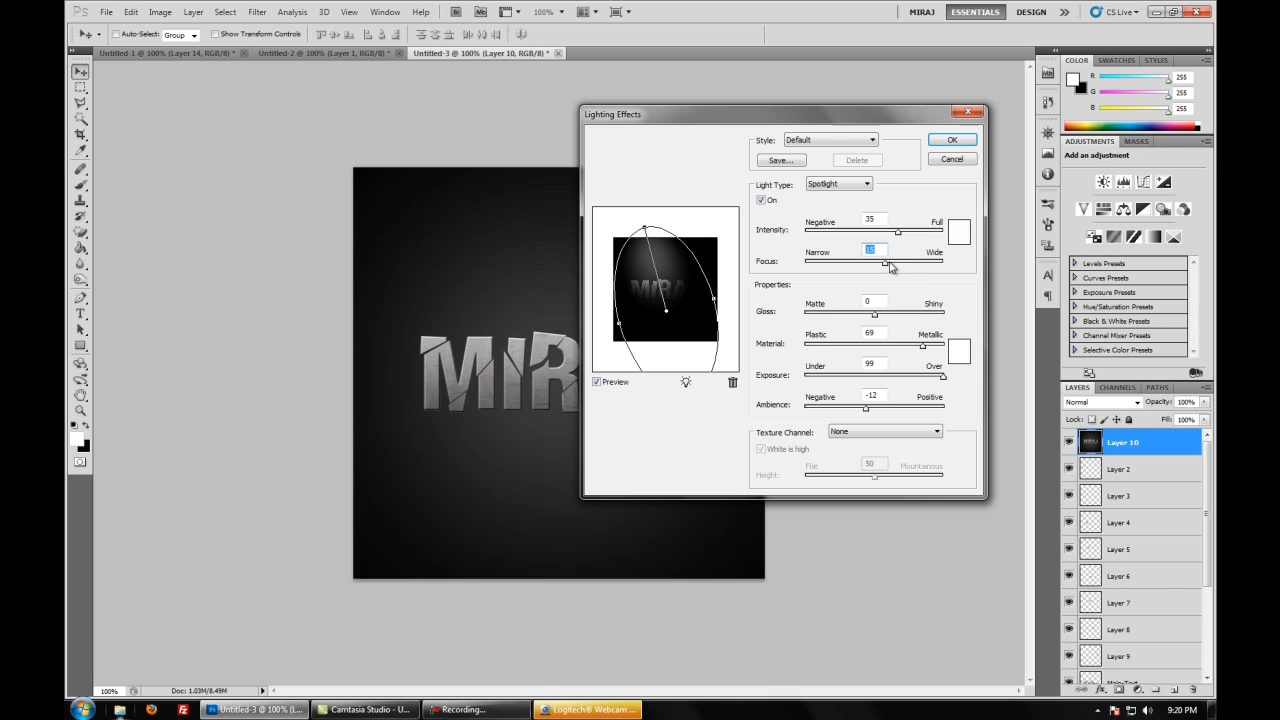 Ps File Edit Image Layer Select Filter Analysis 3D View Window Help Br Mb 100% MIRAJ ESSENTIALS DESIGN CS Live
Auto-Select: Group Show Transform Controls
Untitled-1 @ 100% (Layer 14, RGB/8) * Untitled-2 @ 100% (Layer 1, RGB/8) * Untitled-3 @ 100% (Layer 10, RGB/8) *
COLOR SWATCHES STYLES
R 255
G 255
B 255
ADJUSTMENTS MASKS
Add an adjustment
Levels Presets
Curves Presets
Exposure Presets
Hue/Saturation Presets
Black & White Presets
Channel Mixer Presets
Selective Color Presets
LAYERS CHANNELS PATHS
Normal Opacity: 100%
Lock: Fill: 100%
Layer 10
Layer 2
Layer 3
Layer 4
Layer 5
Layer 6
Layer 7
Layer 8
Layer 9
Main-Text
Lighting Effects
Style: Default OK
Save... Delete Cancel
Light Type: Spotlight
On
Negative 35 Full
Intensity:
Narrow 15 Wide
Focus:
Properties:
Matte 0 Shiny
Gloss:
Plastic 69 Metallic
Material:
Under 99 Over
Exposure:
Negative -12 Positive
Ambience:
Texture Channel: None
White is high
Flat 50 Mountainous
Height:
Preview
MIRA
MIR
100% Doc: 1.03M/8.49M
Untitled-3 @ 100% (L... Camtasia Studio - U... Recording... Logitech® Webcam ... 9:20 PM